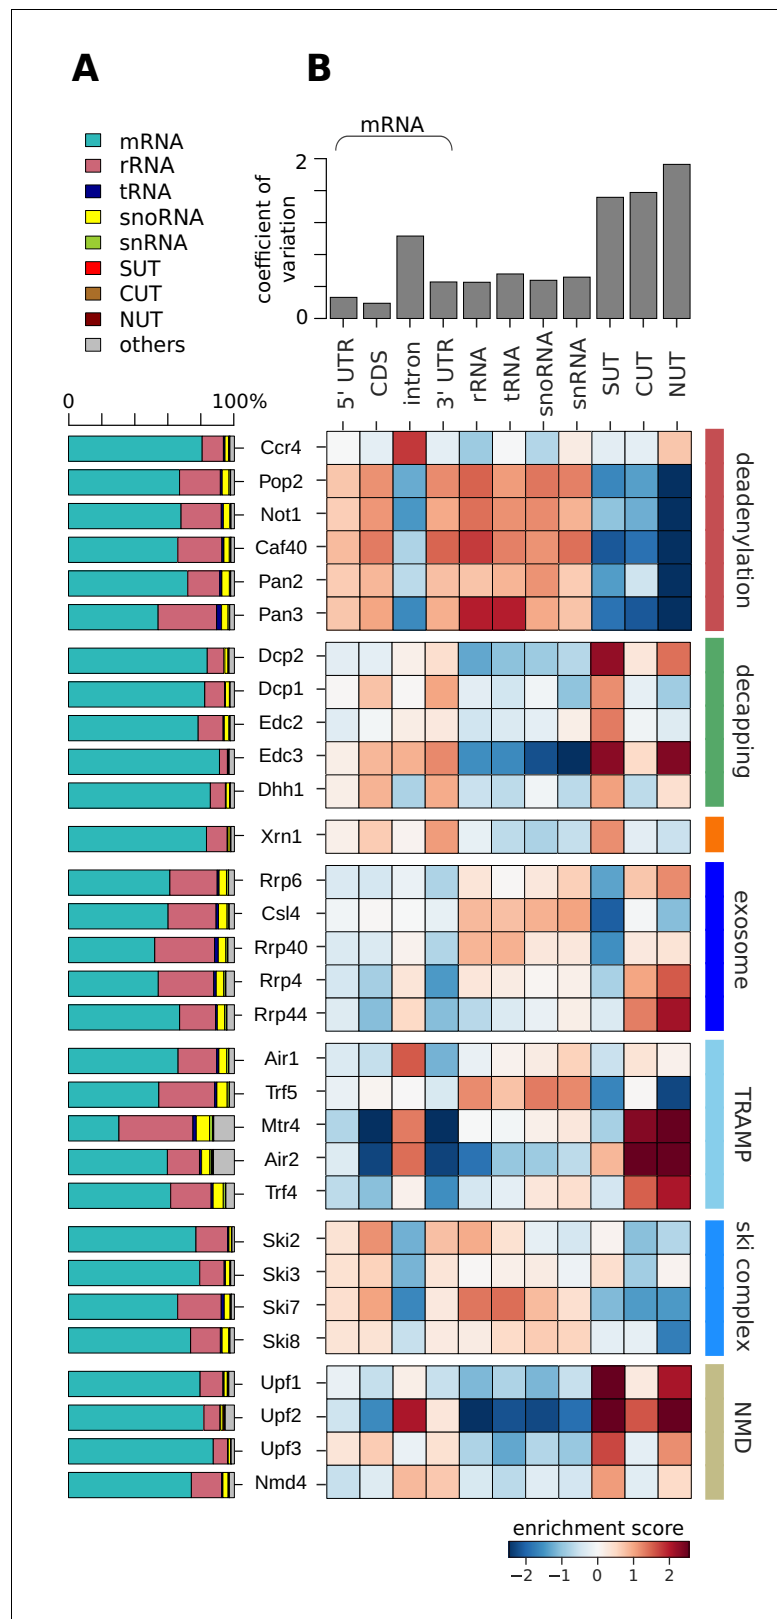 A
B
mRNA
mRNA
rRNA
tRNA
snoRNA
snRNA
SUT
CUT
NUT
others
coefficient of
variation
2
0
5' UTR
CDS
intron
3' UTR
rRNA
tRNA
snoRNA
snRNA
SUT
CUT
NUT
0
100%
Ccr4
Pop2
Not1
Caf40
Pan2
Pan3
deadenylation
Dcp2
Dcp1
Edc2
Edc3
Dhh1
decapping
Xrn1
Rrp6
Csl4
Rrp40
Rrp4
Rrp44
exosome
Air1
Trf5
Mtr4
Air2
Trf4
TRAMP
Ski2
Ski3
Ski7
Ski8
ski complex
Upf1
Upf2
Upf3
Nmd4
NMD
enrichment score
−2 −1 0 1 2